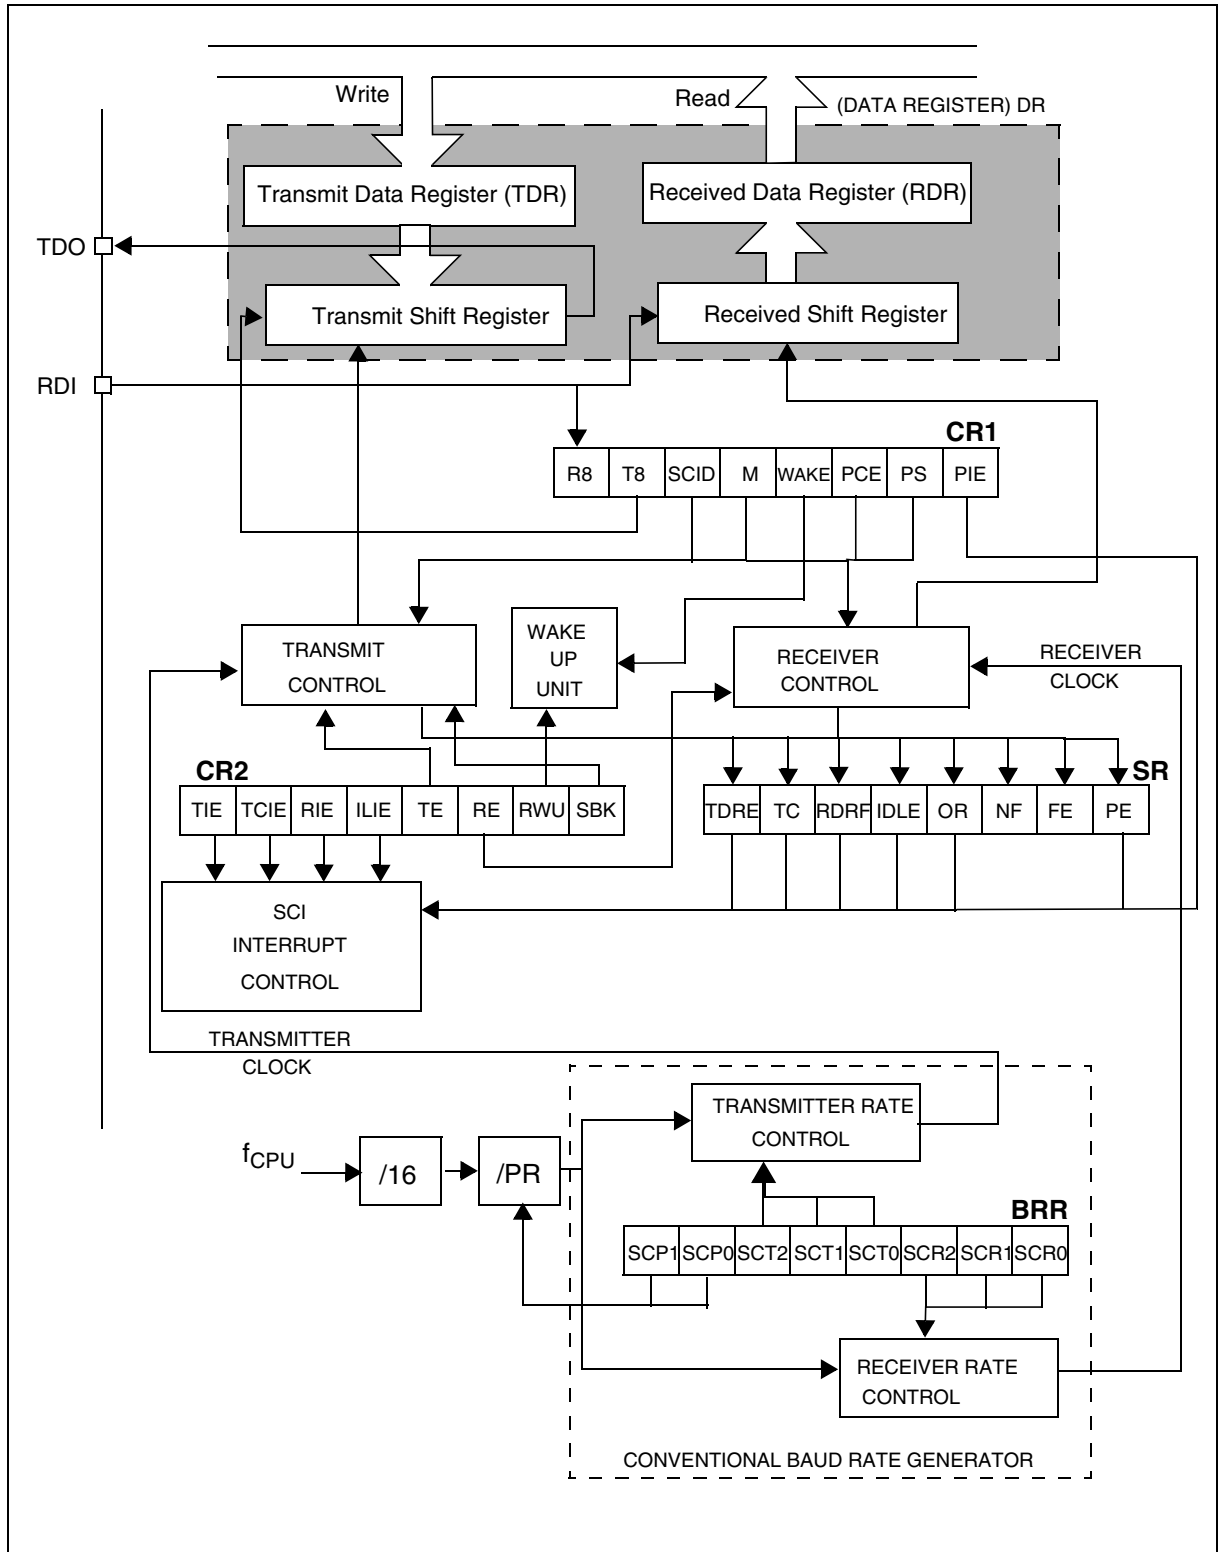 Write
Read
(DATA REGISTER) DR
Transmit Data Register (TDR)
Received Data Register (RDR)
TDO
Transmit Shift Register
Received Shift Register
RDI
CR1
R8 T8 SCID M WAKE PCE PS PIE
TRANSMIT
CONTROL
WAKE
UP
UNIT
RECEIVER
CONTROL
RECEIVER
CLOCK
CR2
TIE TCIE RIE ILIE TE RE RWU SBK
SR
TDRE TC RDRF IDLE OR NF FE PE
SCI
INTERRUPT
CONTROL
TRANSMITTER
CLOCK
TRANSMITTER RATE
CONTROL
fCPU
/16
/PR
BRR
SCP1 SCP0 SCT2 SCT1 SCT0 SCR2 SCR1 SCR0
RECEIVER RATE
CONTROL
CONVENTIONAL BAUD RATE GENERATOR